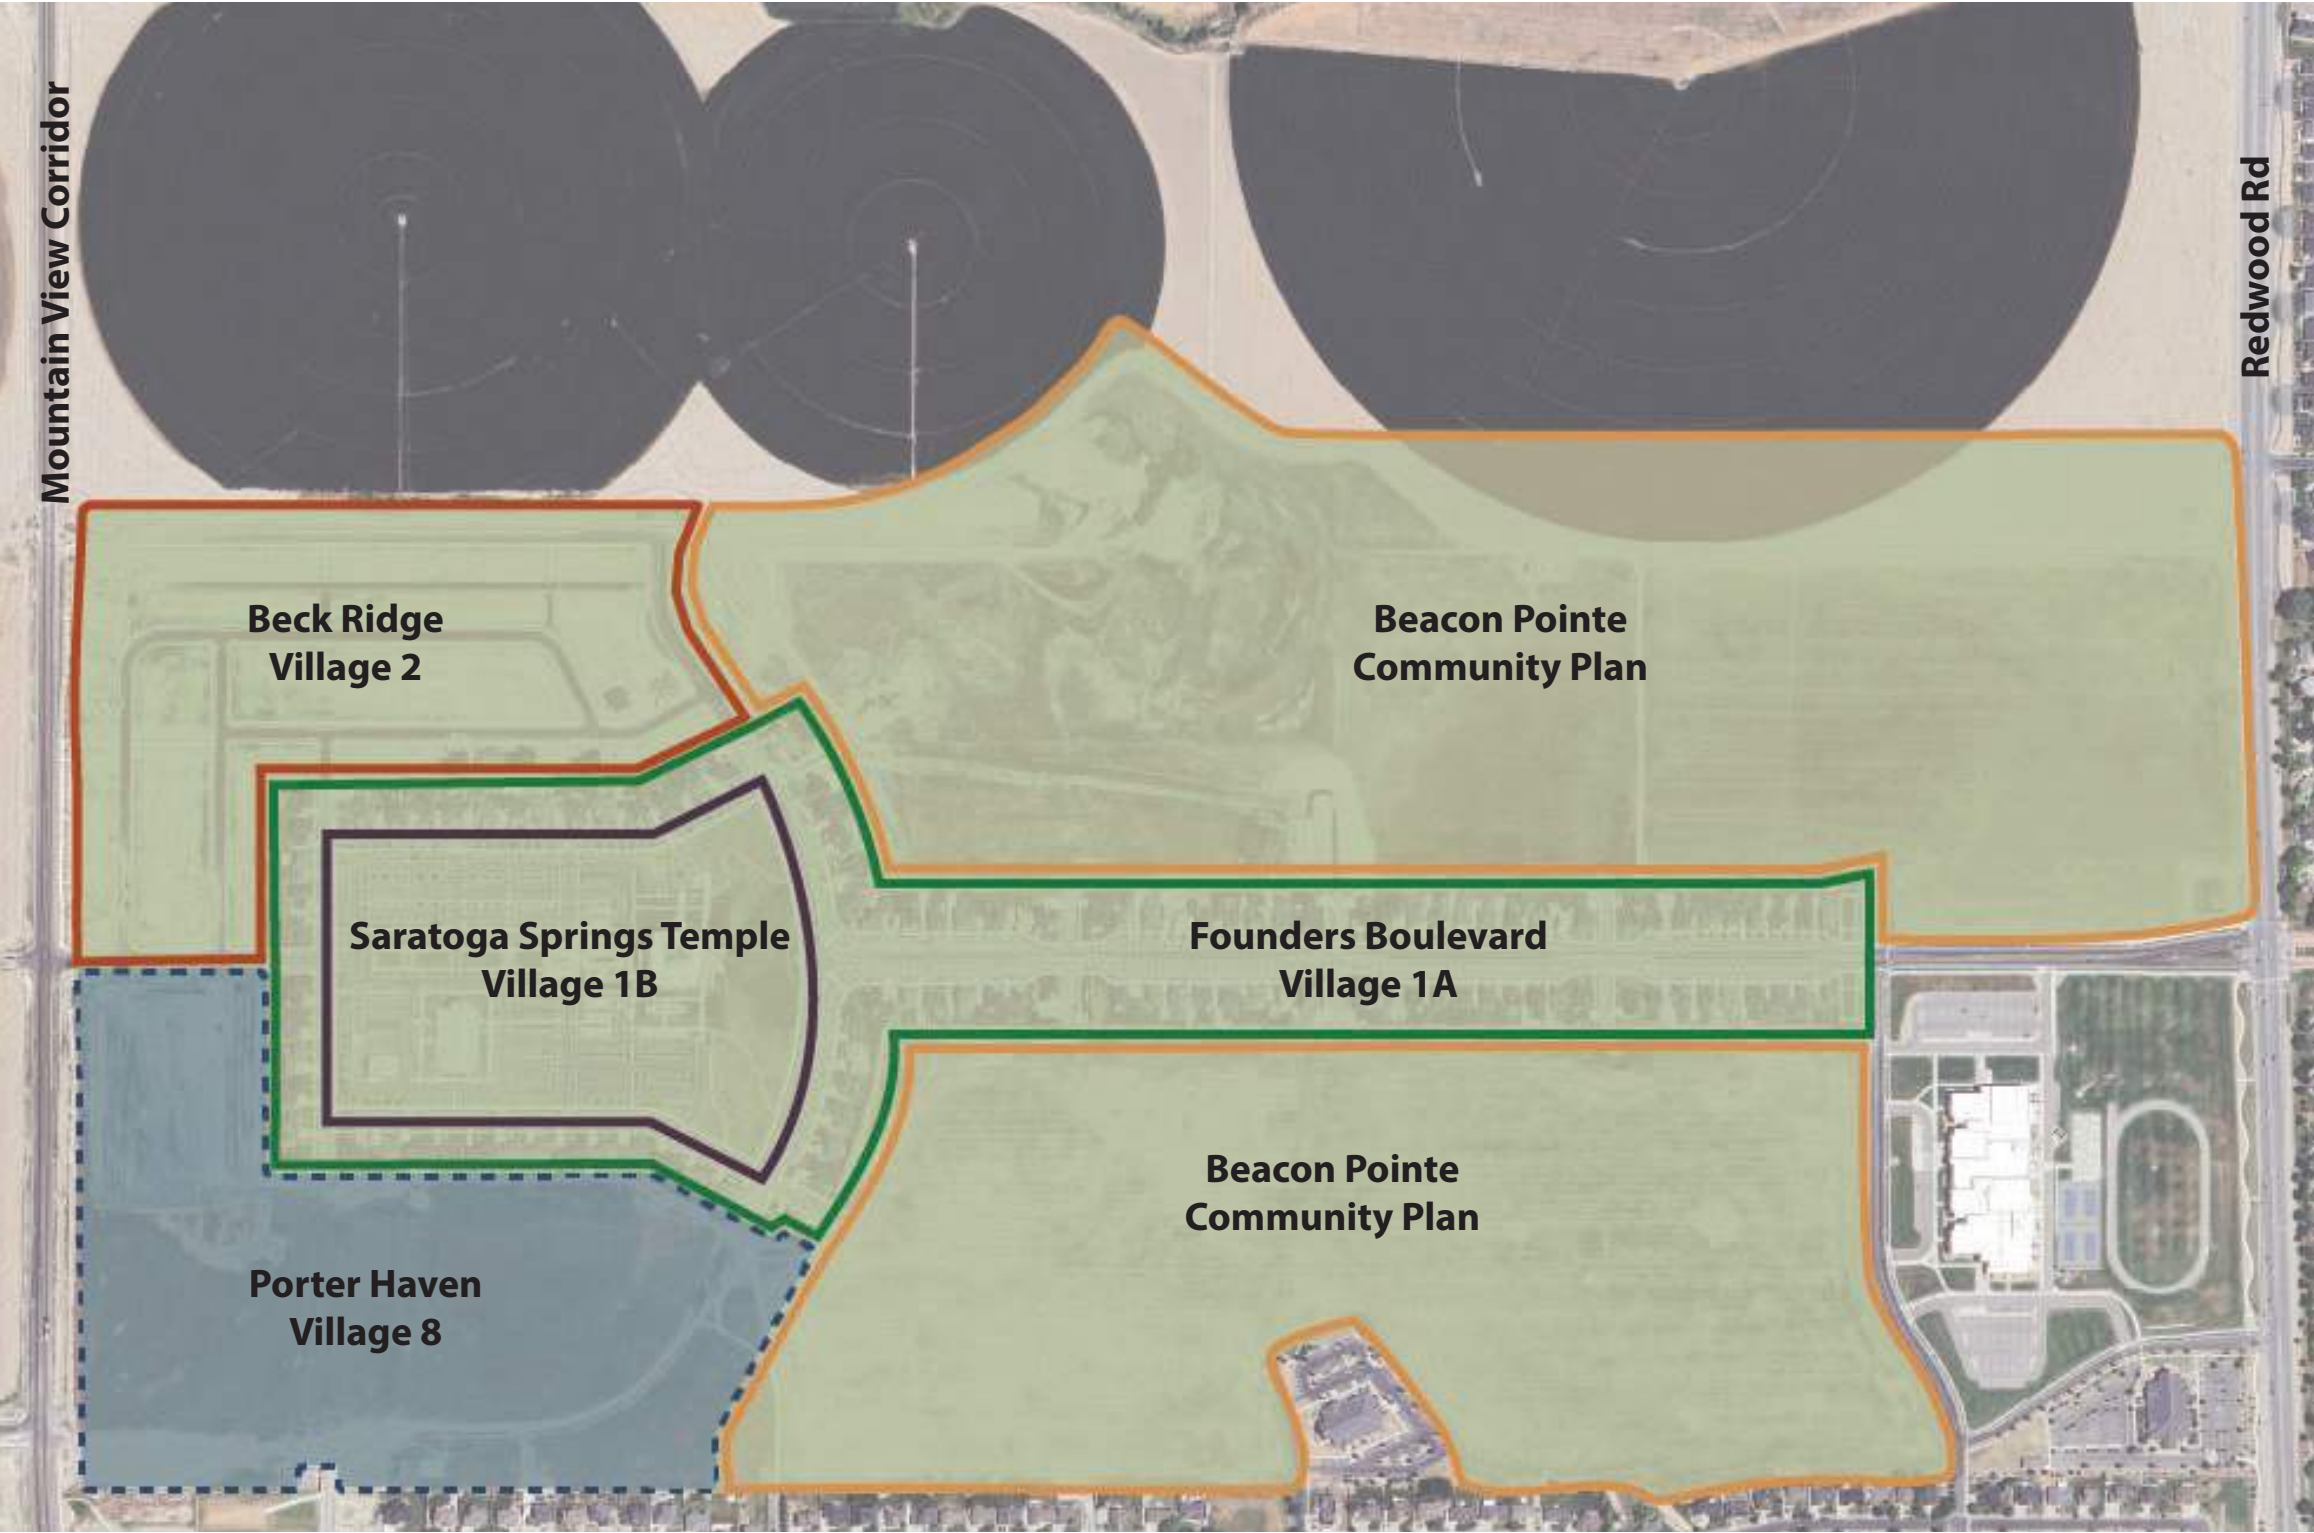 Mountain View Corridor
Redwood Rd
Beck Ridge
Village 2
Beacon Pointe
Community Plan
Saratoga Springs Temple
Village 1B
Founders Boulevard
Village 1A
Beacon Pointe
Community Plan
Porter Haven
Village 8